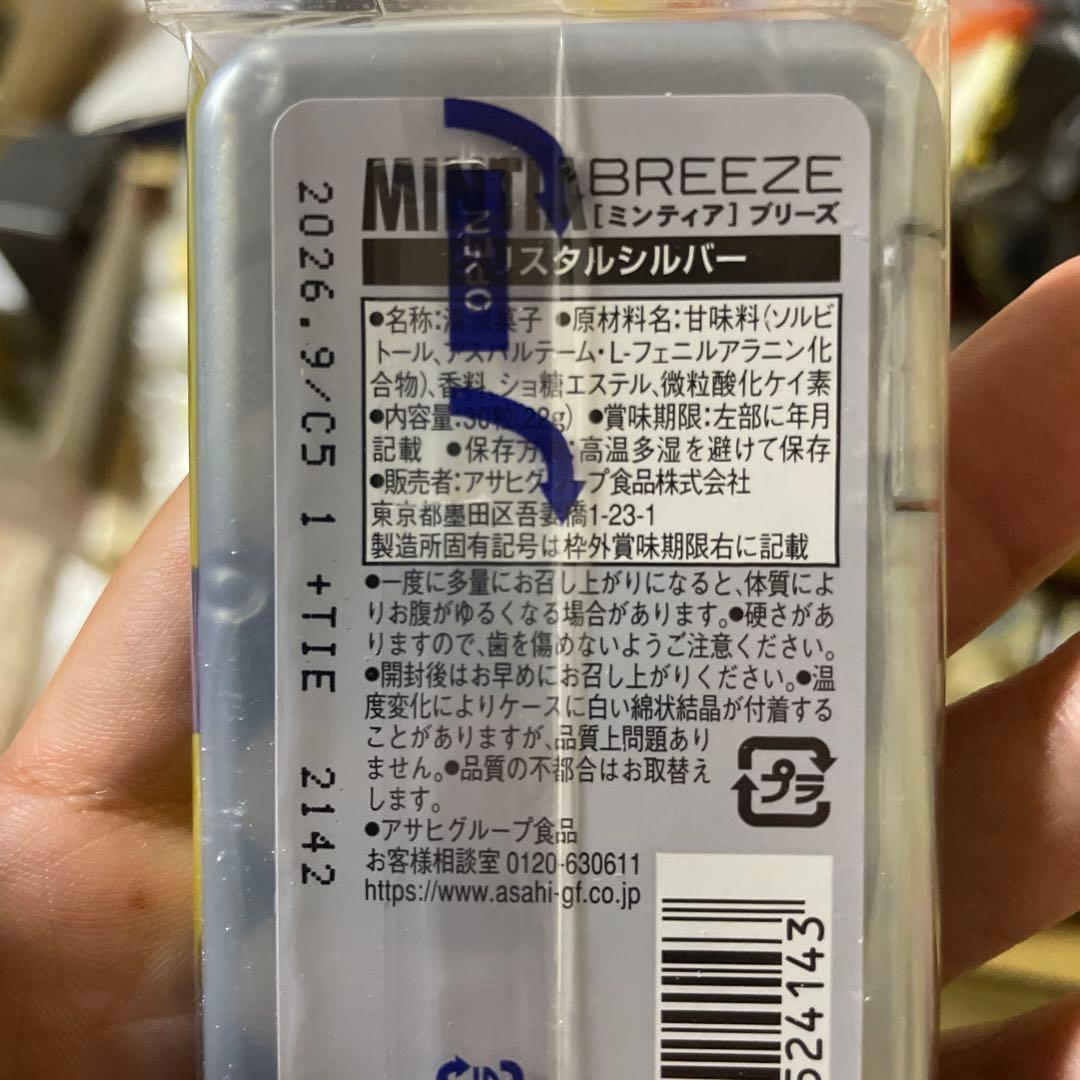 MINTIA BREEZE
[ミンティア] ブリーズ
リスタルシルバー
OPEN
●名称:清涼菓子 ●原材料名:甘味料(ソルビ
トール、アスパルテーム・L-フェニルアラニン化
合物)、香料、ショ糖エステル、微粒酸化ケイ素
●内容量:30粒(22g) ●賞味期限:左部に年月
記載 ●保存方法:高温多湿を避けて保存
●販売者:アサヒグループ食品株式会社
東京都墨田区吾妻橋1-23-1
製造所固有記号は枠外賞味期限右に記載
●一度に多量にお召し上がりになると、体質によ
りお腹がゆるくなる場合があります。●硬さがあ
りますので、歯を傷めないようご注意ください。
●開封後はお早めにお召し上がりください。●温
度変化によりケースに白い綿状結晶が付着する
ことがありますが、品質上問題あり
ません。●品質の不都合はお取替え
します。
●アサヒグループ食品
お客様相談室 0120-630611
https://www.asahi-gf.co.jp
プラ
2026.9/C5 1 +TIE 2142
524143